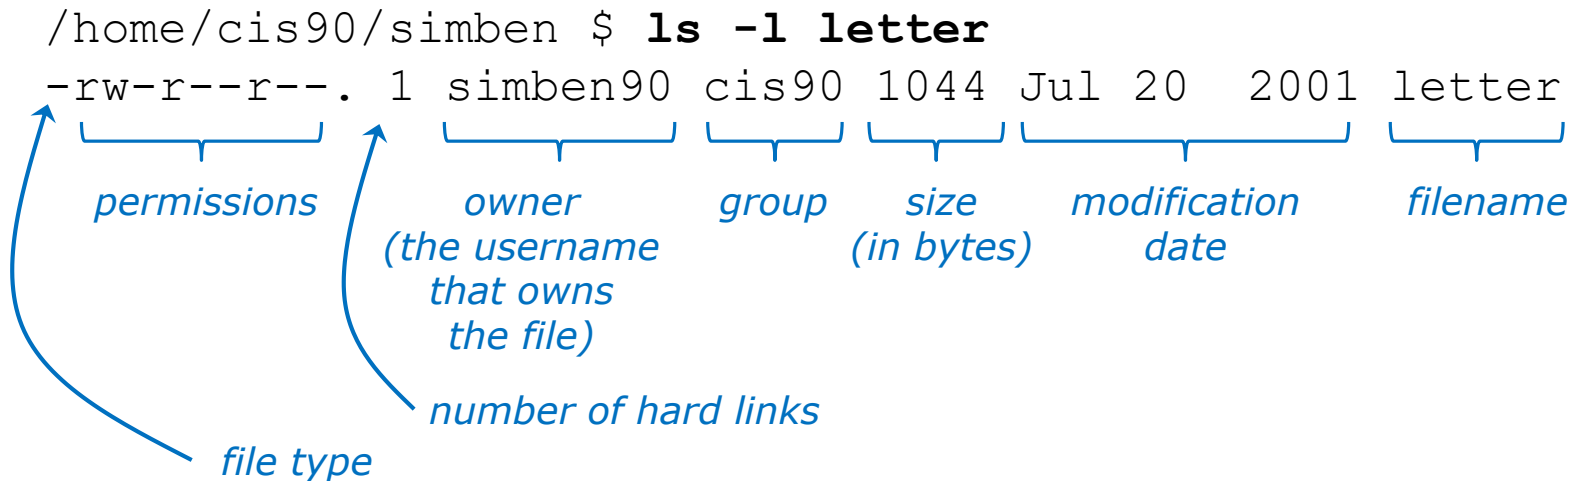 /home/cis90/simben $ ls -l letter
-rw-r--r--. 1 simben90 cis90 1044 Jul 20  2001 letter
permissions owner group size modification filename
(the username (in bytes) date
that owns
the file)
number of hard links
file type